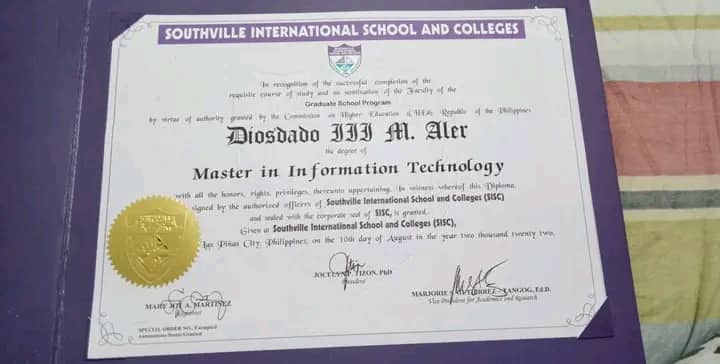 SOUTHVILLE INTERNATIONAL SCHOOL AND COLLEGES
In recognition of the successful completion of the
requisite course of study and on nomination of the Faculty of the
Graduate School Program
by virtue of authority granted by the Commission on Higher Education (CHEd), Republic of the Philippines
Diosdado III M. Aler
the degree of
Master in Information Technology
with all the honors, rights, privileges, thereunto appertaining. In witness whereof this Diploma,
signed by the authorized officers of Southville International School and Colleges (SISC)
and sealed with the corporate seal of SISC, is granted.
Given at Southville International School and Colleges (SISC),
Las Piñas City, Philippines, on the 10th day of August in the year two thousand twenty two.
SOUTHVILLE
JOCELYN P. TIZON, PhD
President
MARJORIE TANGOG, Ed.D.
Vice-President for Academics and Research
MARY JOY A. MARTINEZ
Registrar
SPECIAL ORDER NO. Exempted
Autonomous Status Granted